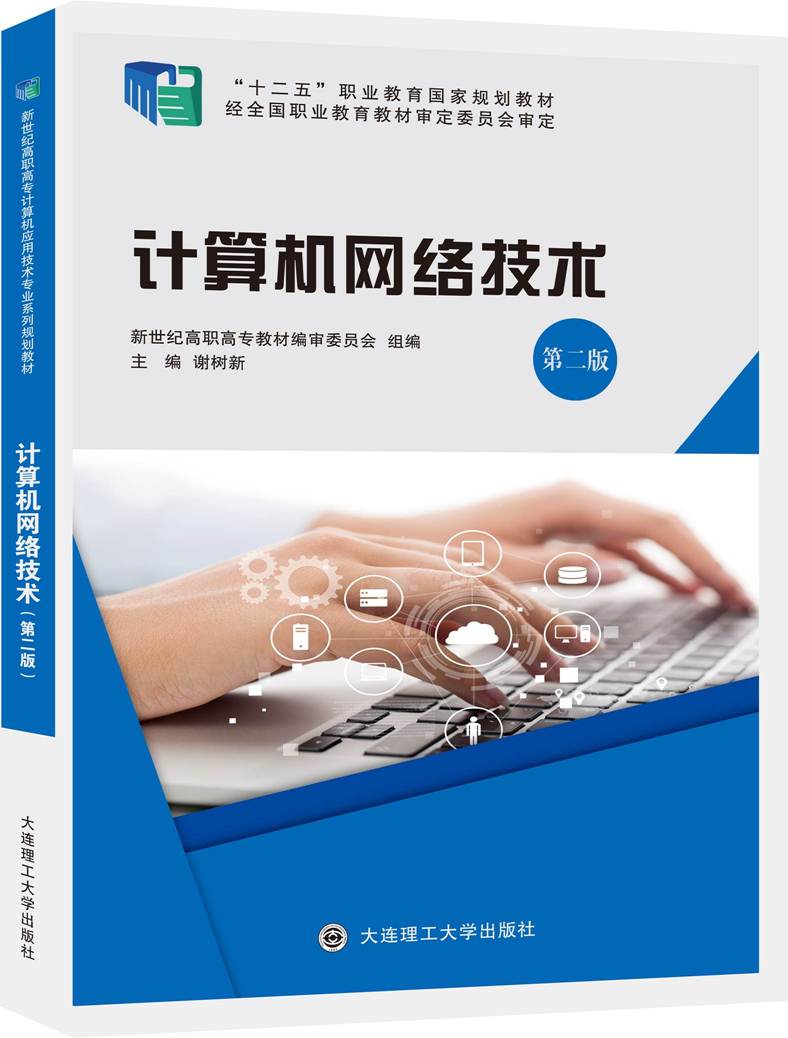 “十二五”职业教育国家规划教材
经全国职业教育教材审定委员会审定
计算机网络技术
新世纪高职高专教材编审委员会 组编
主 编 谢树新
第二版
大连理工大学出版社
新世纪高职高专计算机应用技术专业系列规划教材
计算机网络技术（第二版）
大连理工大学出版社